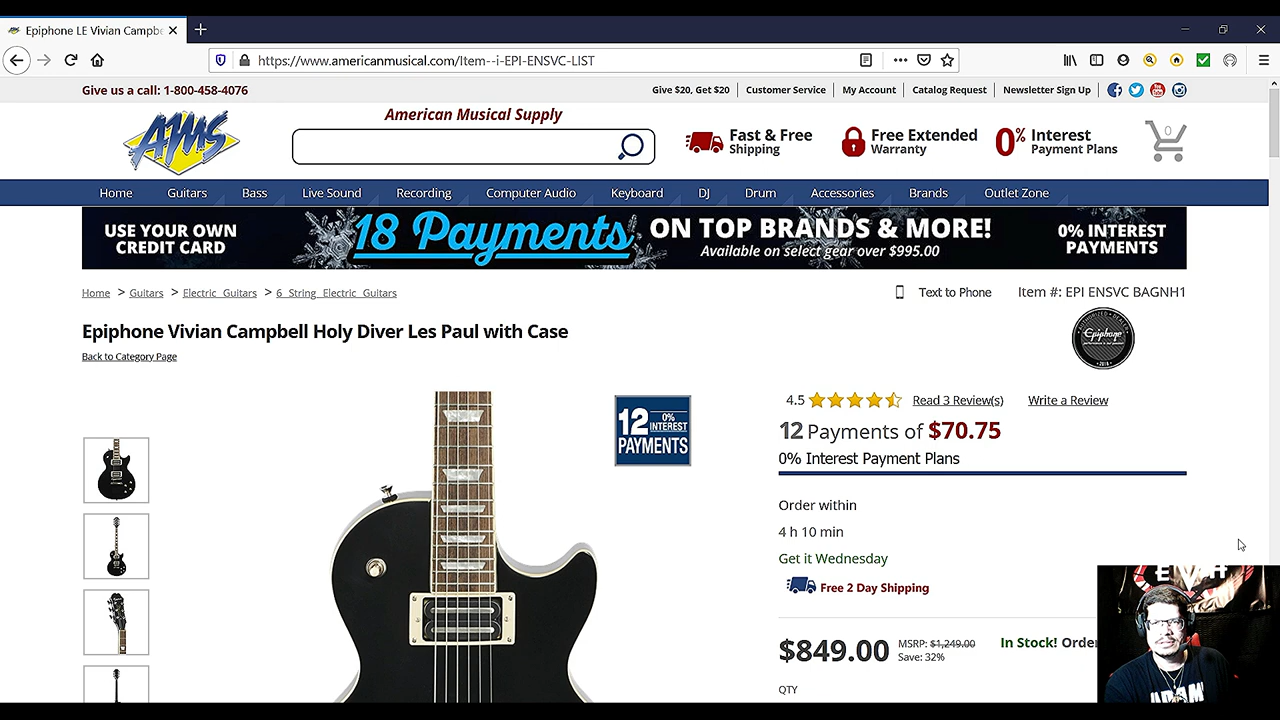 Epiphone LE Vivian Campbe
https://www.americanmusical.com/Item--i-EPI-ENSVC-LIST
Give us a call: 1-800-458-4076
Give $20, Get $20
Customer Service
My Account
Catalog Request
Newsletter Sign Up
You Tube
AMS
American Musical Supply
Fast & Free Shipping
Free Extended Warranty
0% Interest Payment Plans
0
Home
Guitars
Bass
Live Sound
Recording
Computer Audio
Keyboard
DJ
Drum
Accessories
Brands
Outlet Zone
USE YOUR OWN
CREDIT CARD
18 Payments
ON TOP BRANDS & MORE!
Available on select gear over $995.00
0% INTEREST
PAYMENTS
Home > Guitars > Electric Guitars > 6 String Electric Guitars
Text to Phone
Item #: EPI ENSVC BAGNH1
Epiphone Vivian Campbell Holy Diver Les Paul with Case
Back to Category Page
Epiphone
12 0% INTEREST
PAYMENTS
4.5
Read 3 Review(s)
Write a Review
12 Payments of $70.75
0% Interest Payment Plans
Order within
4 h 10 min
Get it Wednesday
Free 2 Day Shipping
$849.00
MSRP: $1,249.00
Save: 32%
In Stock! Orde
QTY